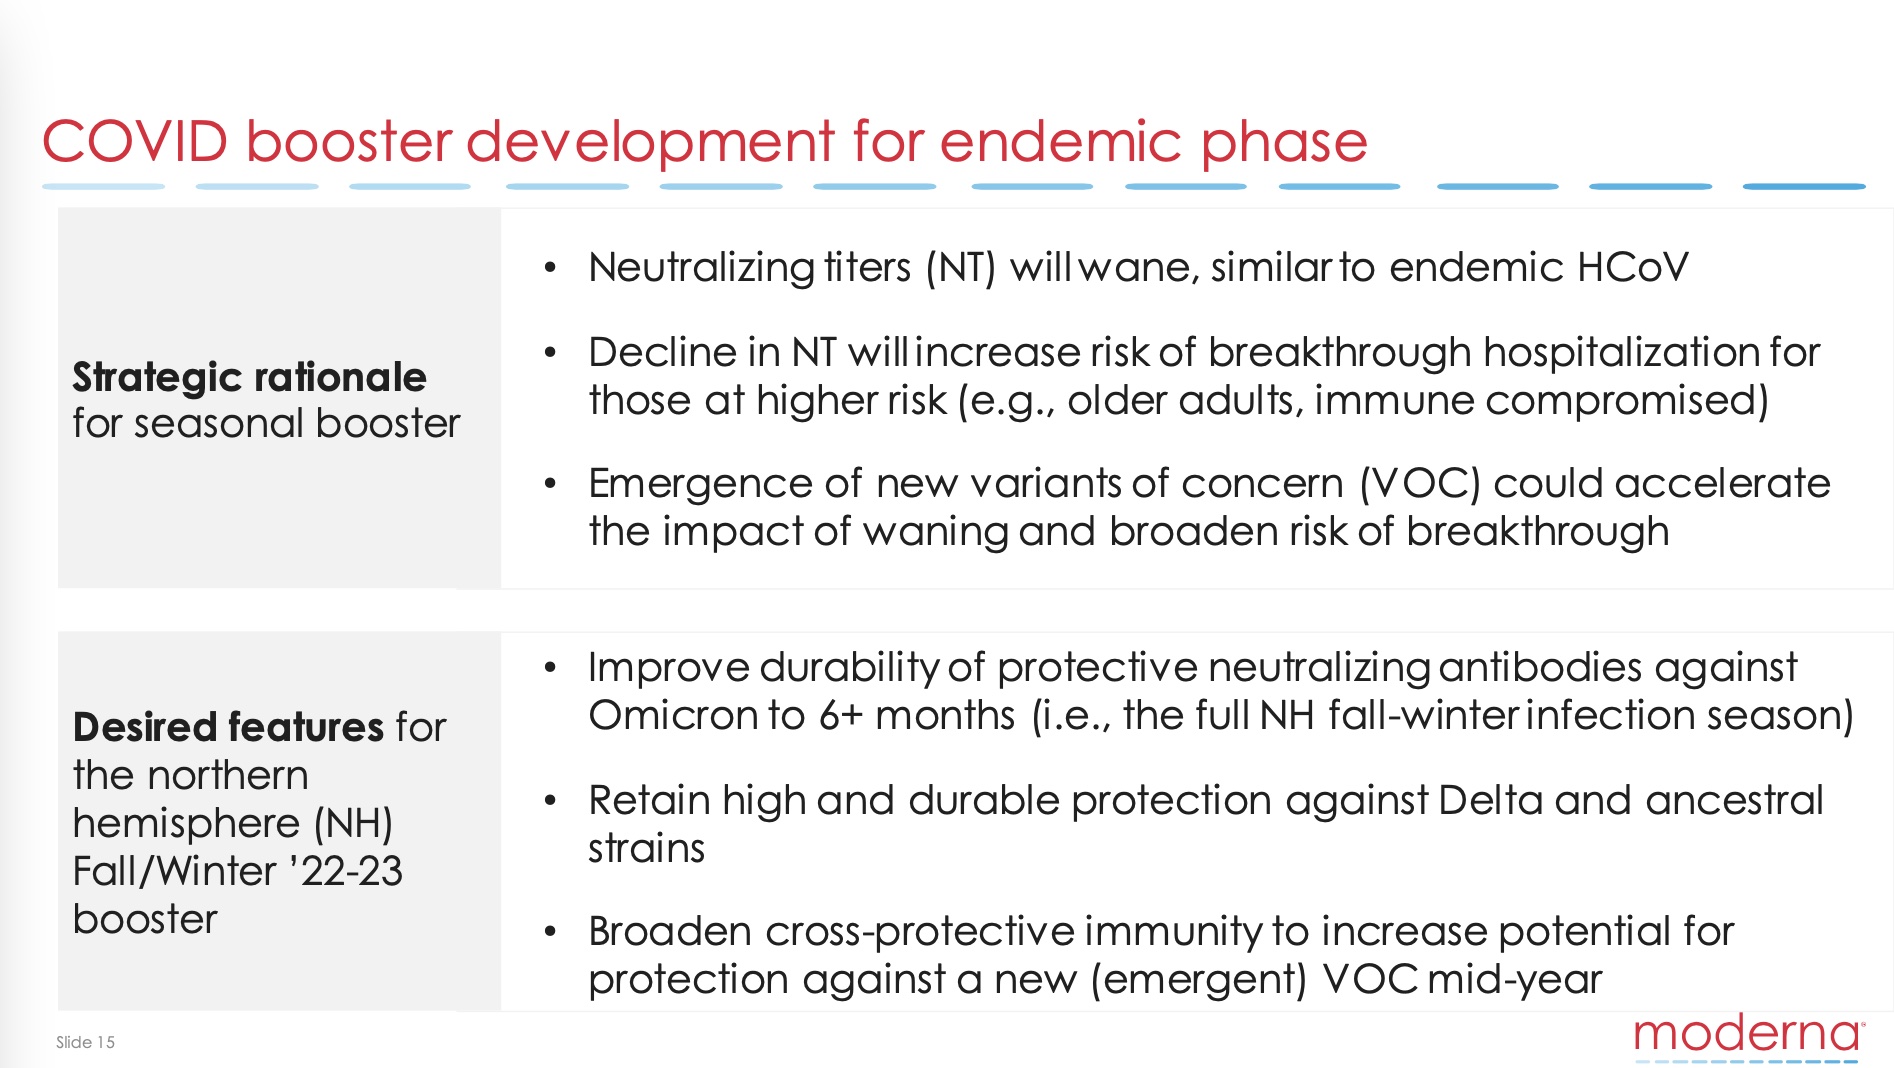 COVID booster development for endemic phase
Strategic rationale
for seasonal booster
• Neutralizing titers (NT) will wane, similar to endemic HCoV
• Decline in NT will increase risk of breakthrough hospitalization for
those at higher risk (e.g., older adults, immune compromised)
• Emergence of new variants of concern (VOC) could accelerate
the impact of waning and broaden risk of breakthrough
Desired features for
the northern
hemisphere (NH)
Fall/Winter ’22-23
booster
• Improve durability of protective neutralizing antibodies against
Omicron to 6+ months (i.e., the full NH fall-winter infection season)
• Retain high and durable protection against Delta and ancestral
strains
• Broaden cross-protective immunity to increase potential for
protection against a new (emergent) VOC mid-year
Slide 15
moderna